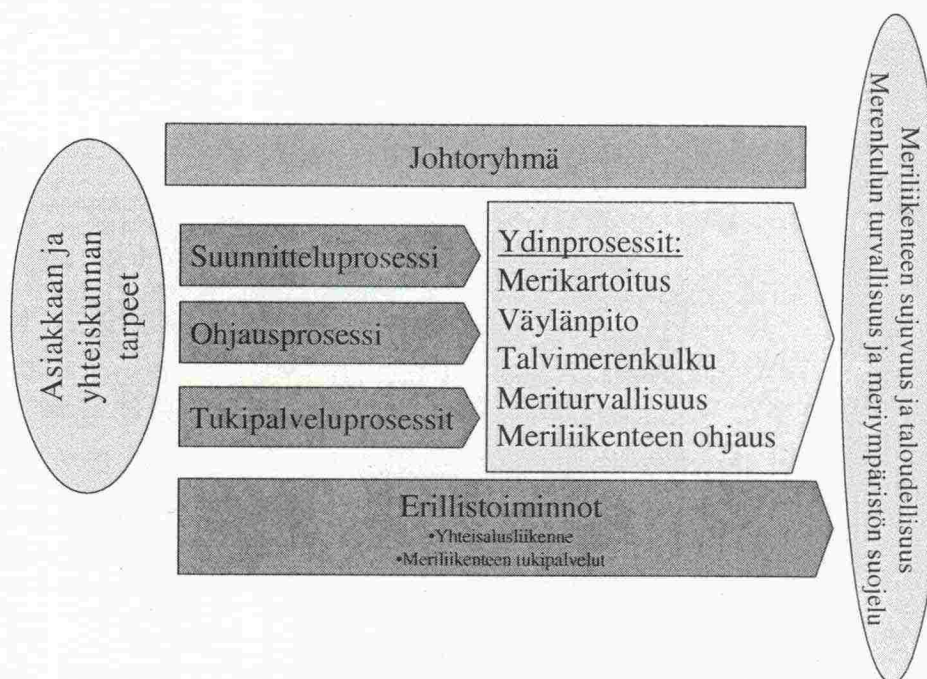 Asiakkaan ja
yhteiskunnan
tarpeet
Johtoryhmä
Suunnitteluprosessi
Ohjausprosessi
Tukipalveluprosessit
Ydinprosessit:
Merikartoitus
Väylänpito
Talvimerenkulku
Meriturvallisuus
Meriliikenteen ohjaus
Erillistoiminnot
•Yhteisalusliikenne
•Meriliikenteen tukipalvelut
Meriliikenteen sujuvuus ja taloudellisuus
Merenkulun turvallisuus ja meriympäristön suojelu